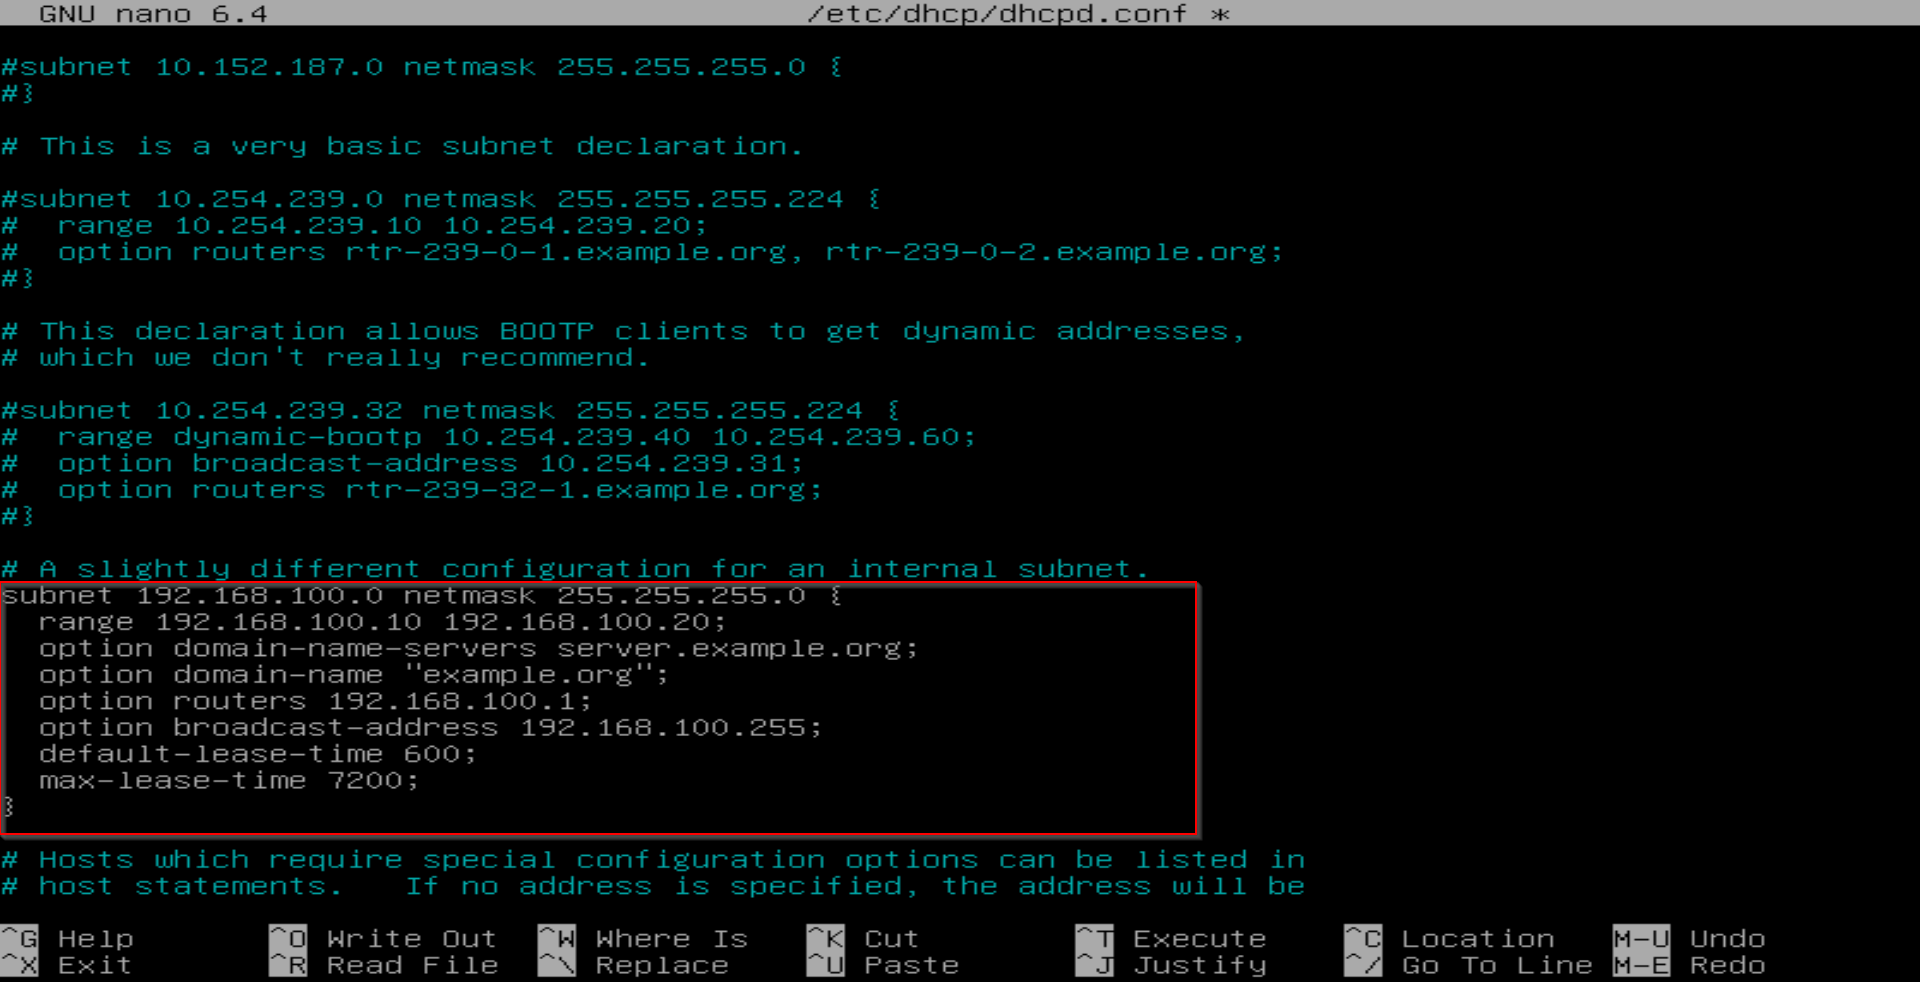 GNU nano 6.4 /etc/dhcp/dhcpd.conf *
#subnet 10.152.187.0 netmask 255.255.255.0 {
#}
# This is a very basic subnet declaration.
#subnet 10.254.239.0 netmask 255.255.255.224 {
#  range 10.254.239.10 10.254.239.20;
#  option routers rtr-239-0-1.example.org, rtr-239-0-2.example.org;
#}
# This declaration allows BOOTP clients to get dynamic addresses,
# which we don't really recommend.
#subnet 10.254.239.32 netmask 255.255.255.224 {
#  range dynamic-bootp 10.254.239.40 10.254.239.60;
#  option broadcast-address 10.254.239.31;
#  option routers rtr-239-32-1.example.org;
#}
# A slightly different configuration for an internal subnet.
subnet 192.168.100.0 netmask 255.255.255.0 {
  range 192.168.100.10 192.168.100.20;
  option domain-name-servers server.example.org;
  option domain-name "example.org";
  option routers 192.168.100.1;
  option broadcast-address 192.168.100.255;
  default-lease-time 600;
  max-lease-time 7200;
}
# Hosts which require special configuration options can be listed in
# host statements.   If no address is specified, the address will be
^G Help ^O Write Out ^W Where Is ^K Cut ^T Execute ^C Location M-U Undo
^X Exit ^R Read File ^\ Replace ^U Paste ^J Justify ^/ Go To Line M-E Redo